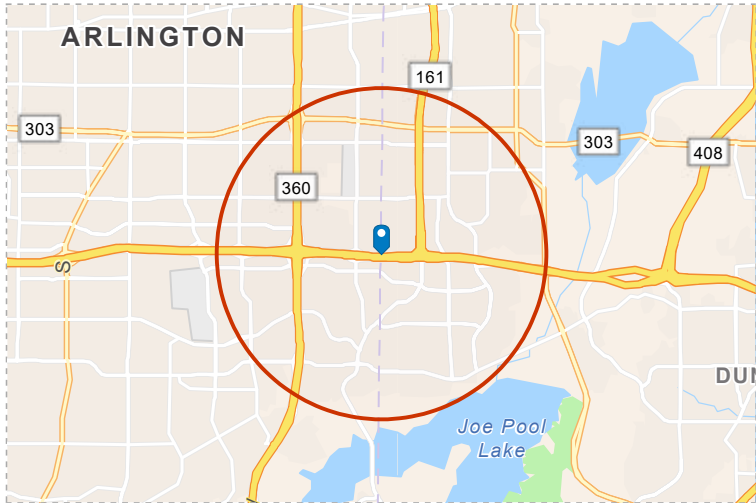 ARLINGTON
161
303
303
408
360
S
DUN
Joe Pool
Lake